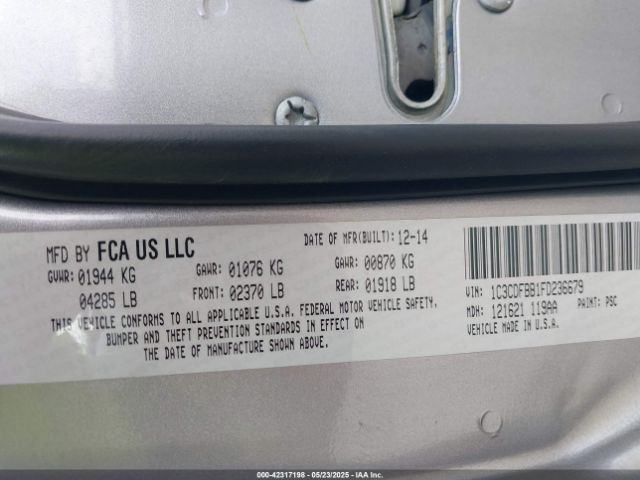 MFD BY FCA US LLC DATE OF MFR(BUILT): 12-14
GVWR: 01944 KG GAWR: 01076 KG GAWR: 00870 KG
04285 LB FRONT: 02370 LB REAR: 01918 LB
THIS VEHICLE CONFORMS TO ALL APPLICABLE U.S.A. FEDERAL MOTOR VEHICLE SAFETY,
BUMPER AND THEFT PREVENTION STANDARDS IN EFFECT ON
THE DATE OF MANUFACTURE SHOWN ABOVE.
VIN: 1C3CDFBB1FD236679
MDH: 121621 119AA PAINT: PSC
VEHICLE MADE IN U.S.A.
000-42317198 - 05/23/2025 - IAA Inc.